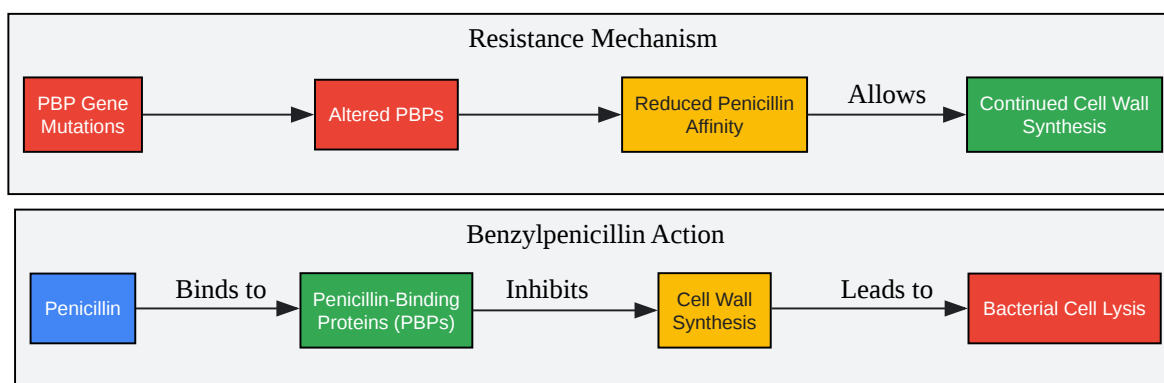 Resistance Mechanism
PBP Gene
Mutations
Altered PBPs
Reduced Penicillin
Affinity
Allows
Continued Cell Wall
Synthesis
Benzylpenicillin Action
Penicillin
Binds to
Penicillin-Binding
Proteins (PBPs)
Inhibits
Cell Wall
Synthesis
Leads to
Bacterial Cell Lysis